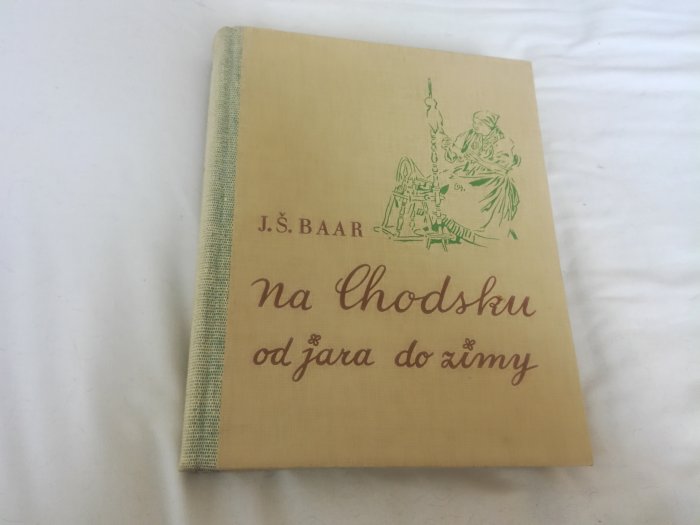 J. Š. BAAR
na Chodsku
od jara do zimy